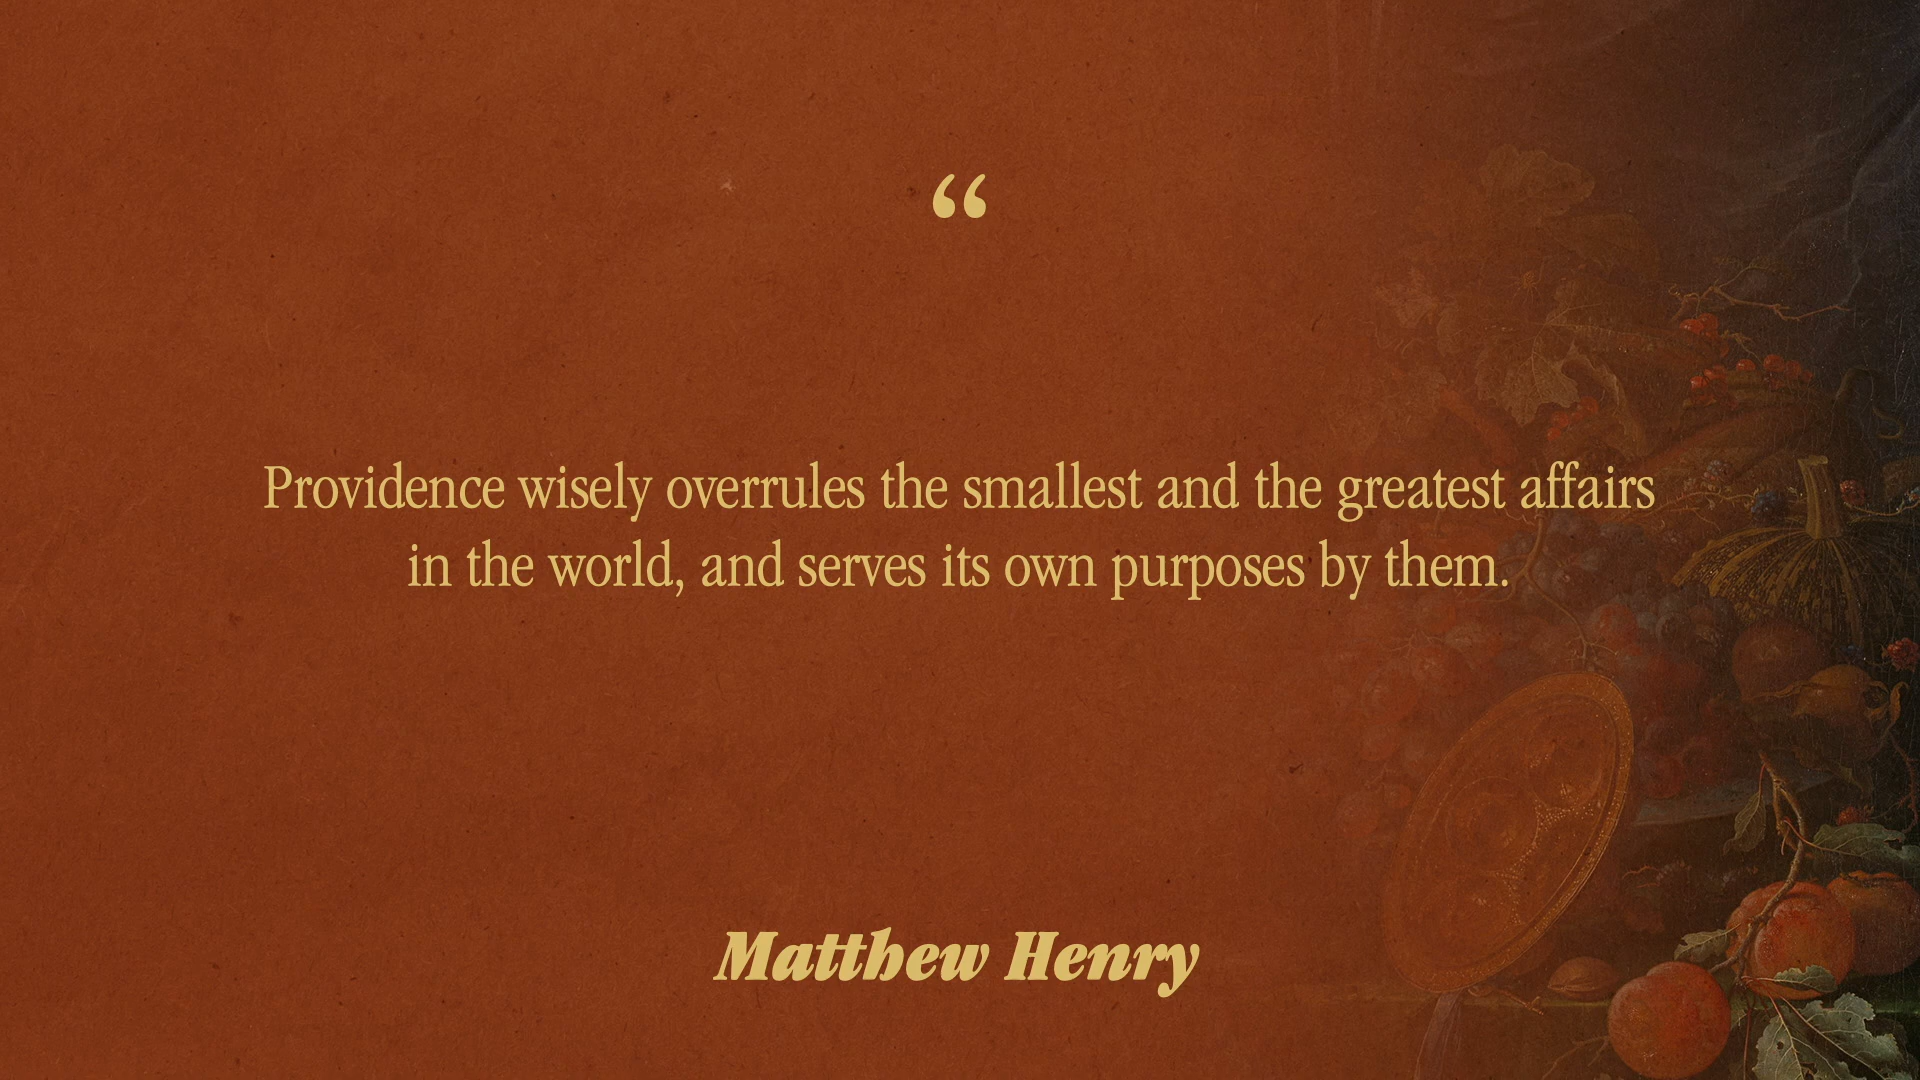 “
Providence wisely overrules the smallest and the greatest affairs
in the world, and serves its own purposes by them.
Matthew Henry